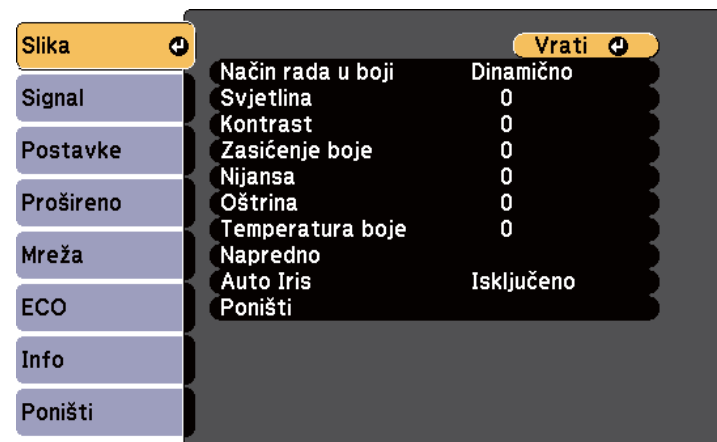 Slika
Signal
Postavke
Prošireno
Mreža
ECO
Info
Poništi
Vrati
Način rada u boji Dinamično
Svjetlina 0
Kontrast 0
Zasićenje boje 0
Nijansa 0
Oštrina 0
Temperatura boje 0
Napredno
Auto Iris Isključeno
Poništi